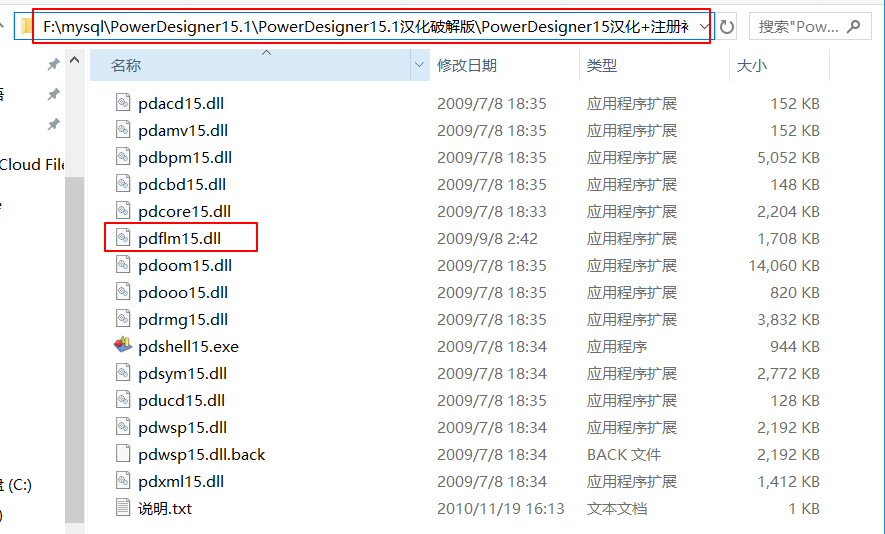 F:\mysql\PowerDesigner15.1\PowerDesigner15.1汉化破解版\PowerDesigner15汉化+注册
搜索"Pow...
名称 修改日期 类型 大小
pdacd15.dll 2009/7/8 18:35 应用程序扩展 152 KB
pdamv15.dll 2009/7/8 18:35 应用程序扩展 152 KB
pdbpm15.dll 2009/7/8 18:35 应用程序扩展 5,052 KB
Cloud File
pdcbd15.dll 2009/7/8 18:35 应用程序扩展 148 KB
pdcore15.dll 2009/7/8 18:33 应用程序扩展 2,204 KB
pdflm15.dll 2009/9/8 2:42 应用程序扩展 1,708 KB
pdoom15.dll 2009/7/8 18:35 应用程序扩展 14,060 KB
pdooo15.dll 2009/7/8 18:35 应用程序扩展 820 KB
pdrmg15.dll 2009/7/8 18:35 应用程序扩展 3,832 KB
pdshell15.exe 2009/7/8 18:34 应用程序 944 KB
pdsym15.dll 2009/7/8 18:34 应用程序扩展 2,772 KB
pducd15.dll 2009/7/8 18:35 应用程序扩展 128 KB
pdwsp15.dll 2009/7/8 18:34 应用程序扩展 2,192 KB
pdwsp15.dll.back 2009/7/8 18:34 BACK 文件 2,192 KB
(C:)
pdxml15.dll 2009/7/8 18:34 应用程序扩展 1,412 KB
说明.txt 2010/11/19 16:13 文本文档 1 KB